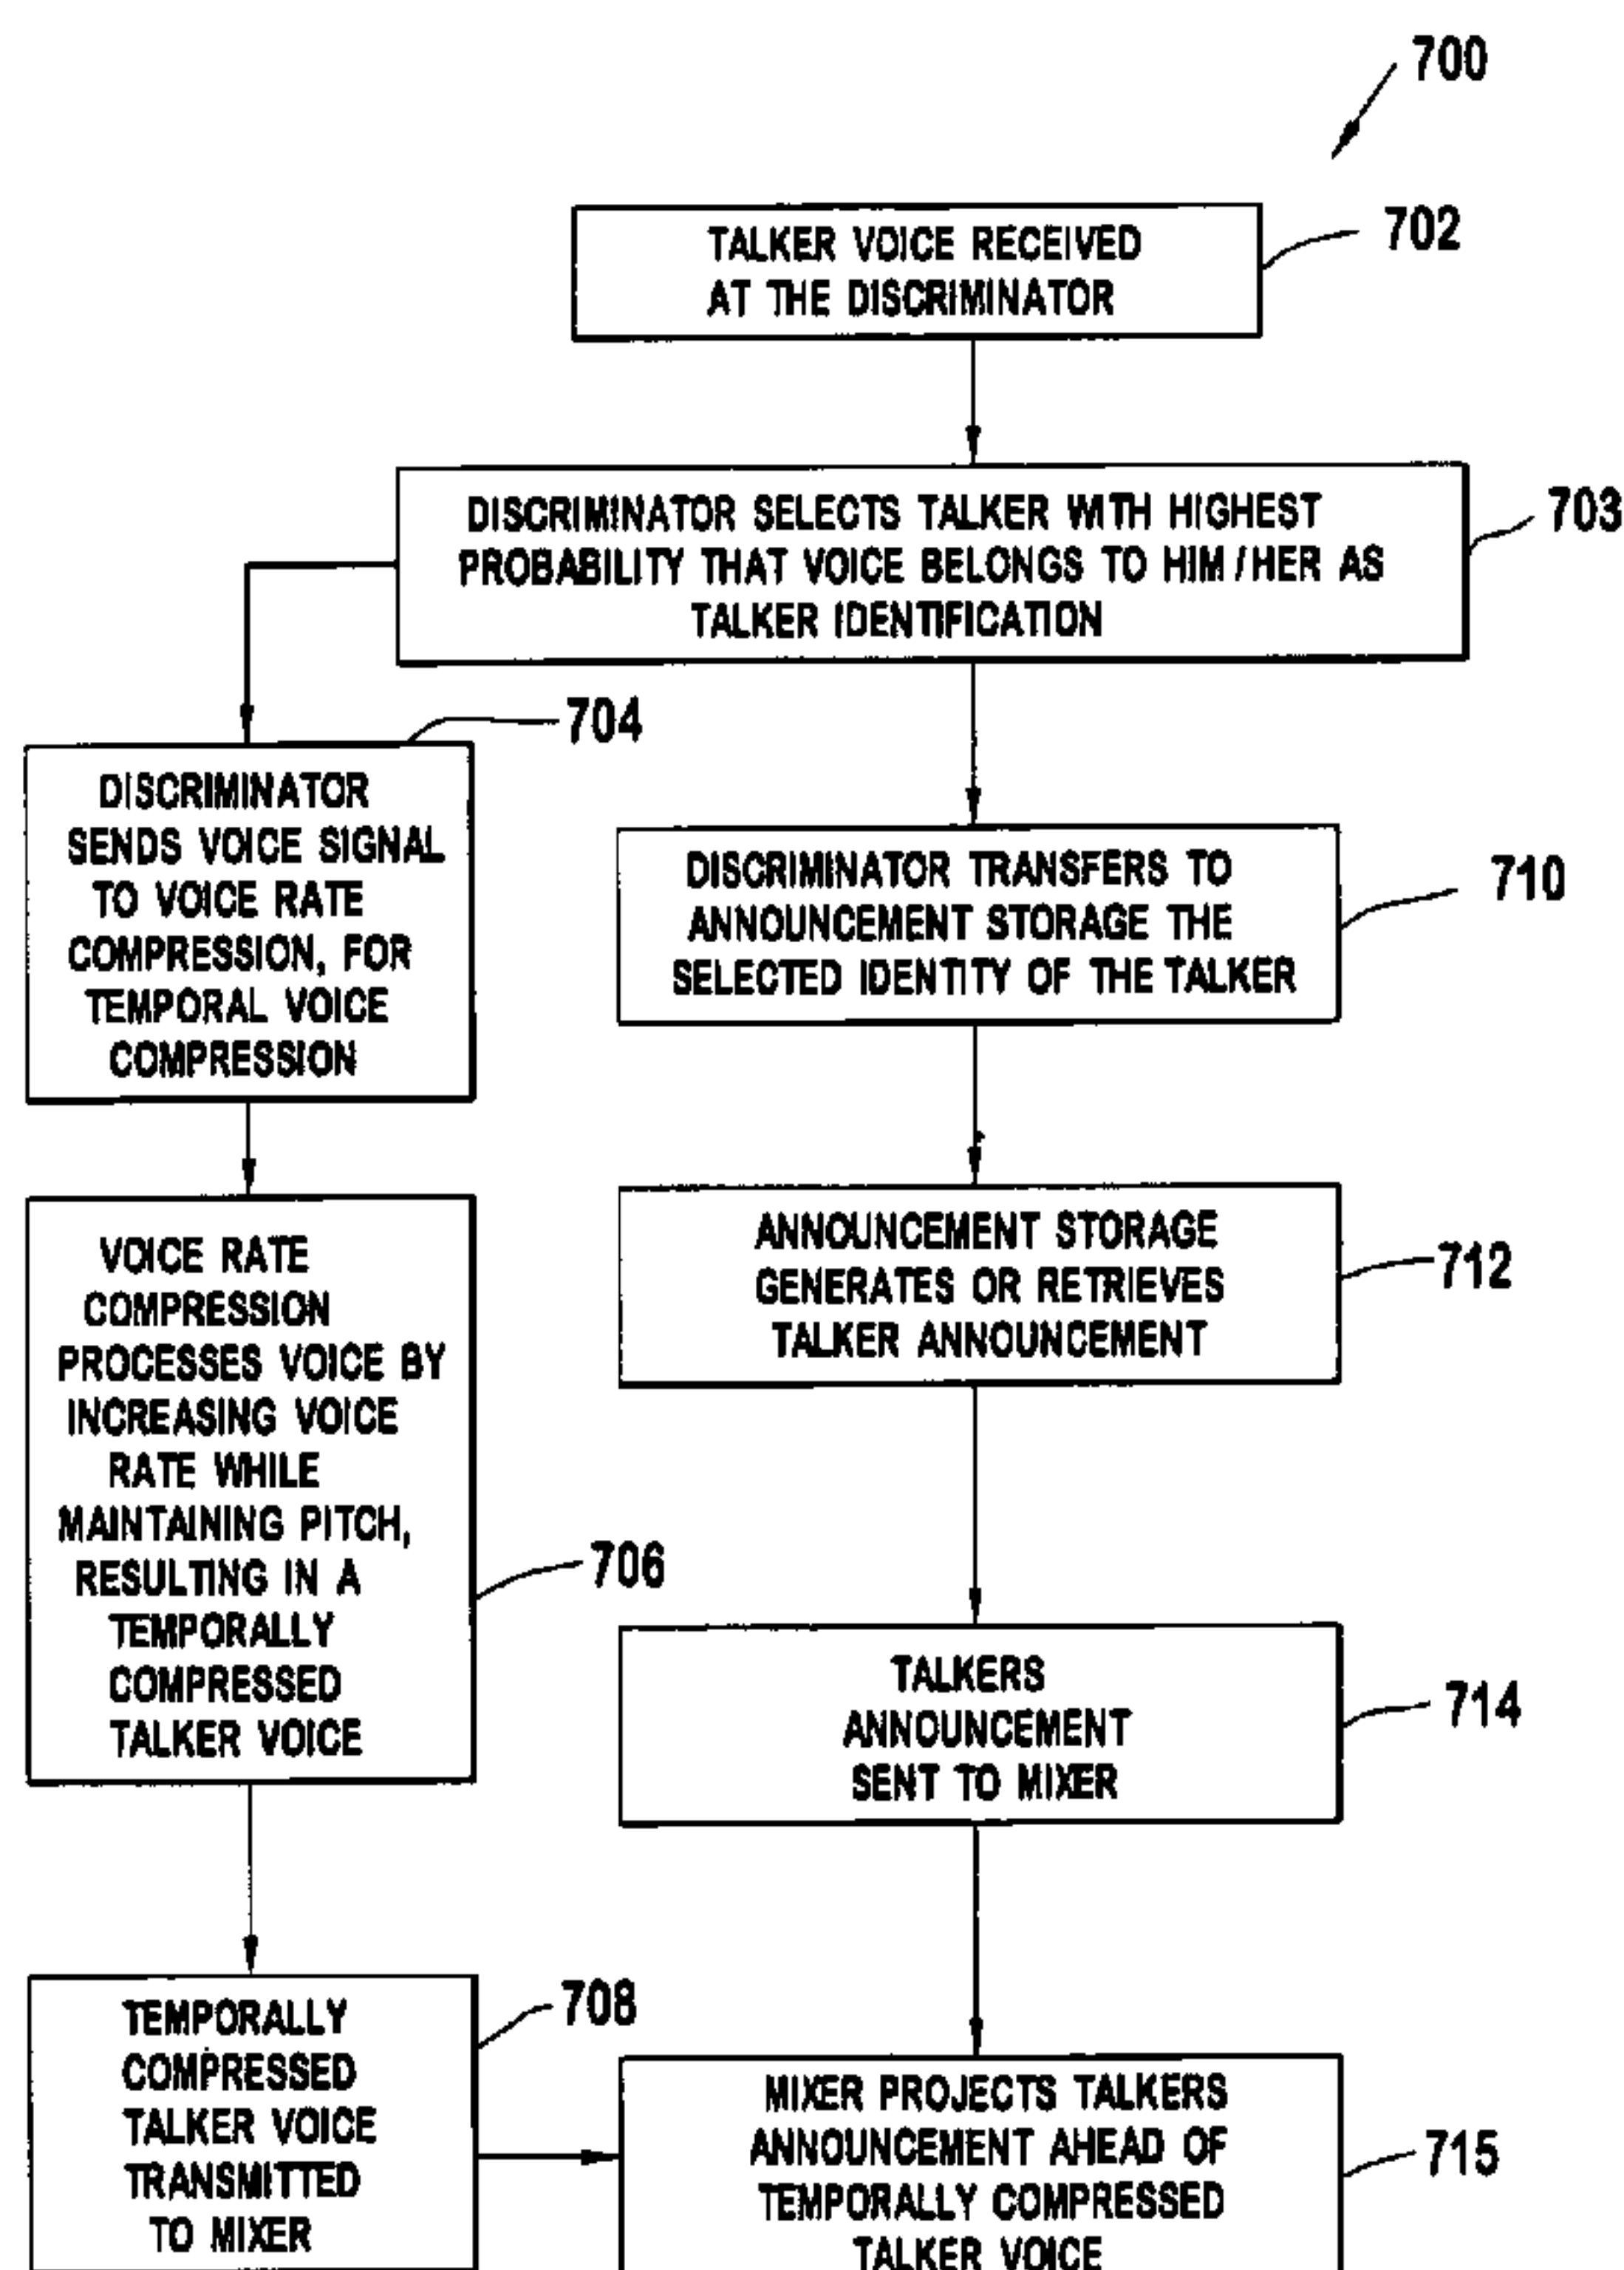 700
TALKER VOICE RECEIVED
AT THE DISCRIMINATOR
702
DISCRIMINATOR SELECTS TALKER WITH HIGHEST
PROBABILITY THAT VOICE BELONGS TO HIM/HER AS
TALKER IDENTIFICATION
703
704
DISCRIMINATOR
SENDS VOICE SIGNAL
TO VOICE RATE
COMPRESSION, FOR
TEMPORAL VOICE
COMPRESSION
DISCRIMINATOR TRANSFERS TO
ANNOUNCEMENT STORAGE THE
SELECTED IDENTITY OF THE TALKER
710
VOICE RATE
COMPRESSION
PROCESSES VOICE BY
INCREASING VOICE
RATE WHILE
MAINTAINING PITCH,
RESULTING IN A
TEMPORALLY
COMPRESSED
TALKER VOICE
706
ANNOUNCEMENT STORAGE
GENERATES OR RETRIEVES
TALKER ANNOUNCEMENT
712
TALKERS
ANNOUNCEMENT
SENT TO MIXER
714
TEMPORALLY
COMPRESSED
TALKER VOICE
TRANSMITTED
TO MIXER
708
MIXER PROJECTS TALKERS
ANNOUNCEMENT AHEAD OF
TEMPORALLY COMPRESSED
TALKER VOICE
715